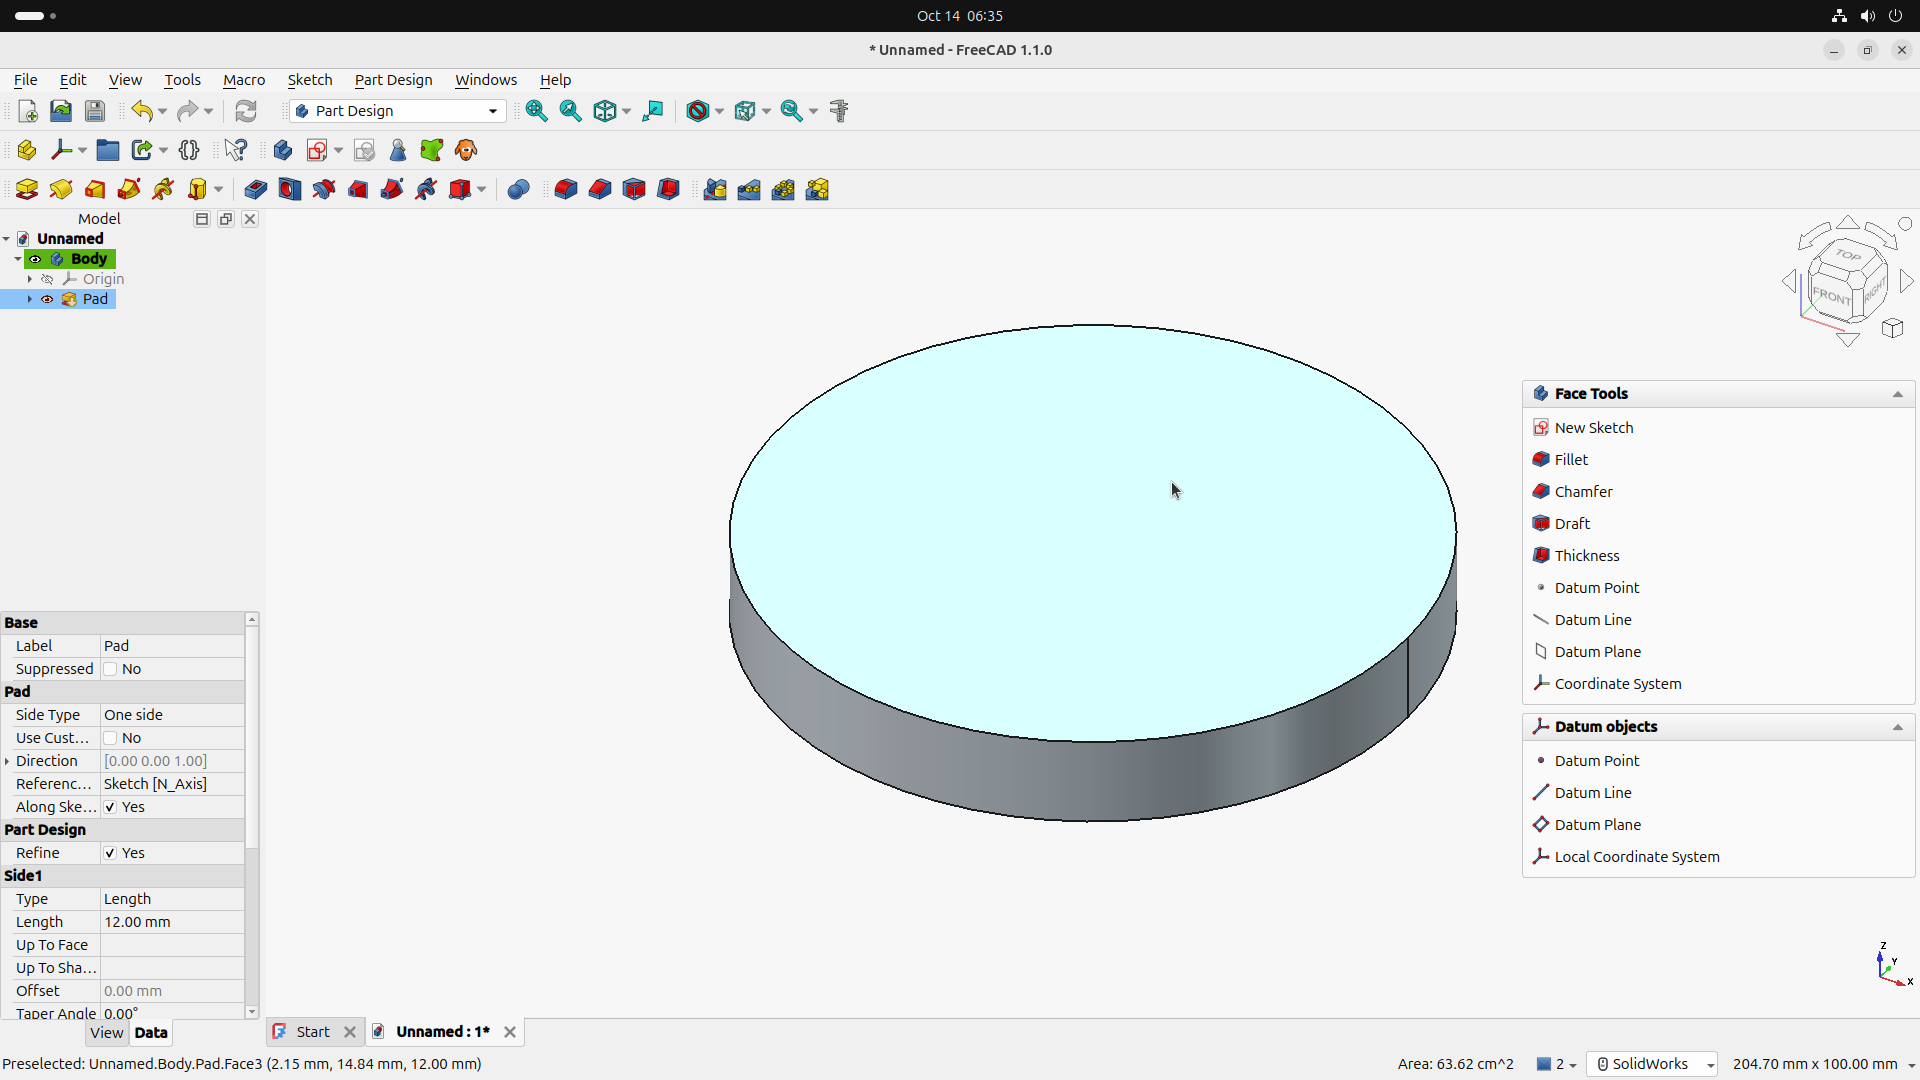 Oct 14 06:35
* Unnamed - FreeCAD 1.1.0
File Edit View Tools Macro Sketch Part Design Windows Help
Part Design
Model
Unnamed
Body
Origin
Pad
TOP
FRONT
RIGHT
Face Tools
New Sketch
Fillet
Chamfer
Draft
Thickness
Datum Point
Datum Line
Datum Plane
Coordinate System
Datum objects
Datum Point
Datum Line
Datum Plane
Local Coordinate System
Base
Label Pad
Suppressed No
Pad
Side Type One side
Use Cust... No
Direction [0.00 0.00 1.00]
Referenc... Sketch [N_Axis]
Along Ske... Yes
Part Design
Refine Yes
Side1
Type Length
Length 12.00 mm
Up To Face
Up To Sha...
Offset 0.00 mm
Taper Angle 0.00°
View Data
Z
Y
X
Start Unnamed : 1*
Preselected: Unnamed.Body.Pad.Face3 (2.15 mm, 14.84 mm, 12.00 mm)
Area: 63.62 cm^2 2 SolidWorks 204.70 mm x 100.00 mm